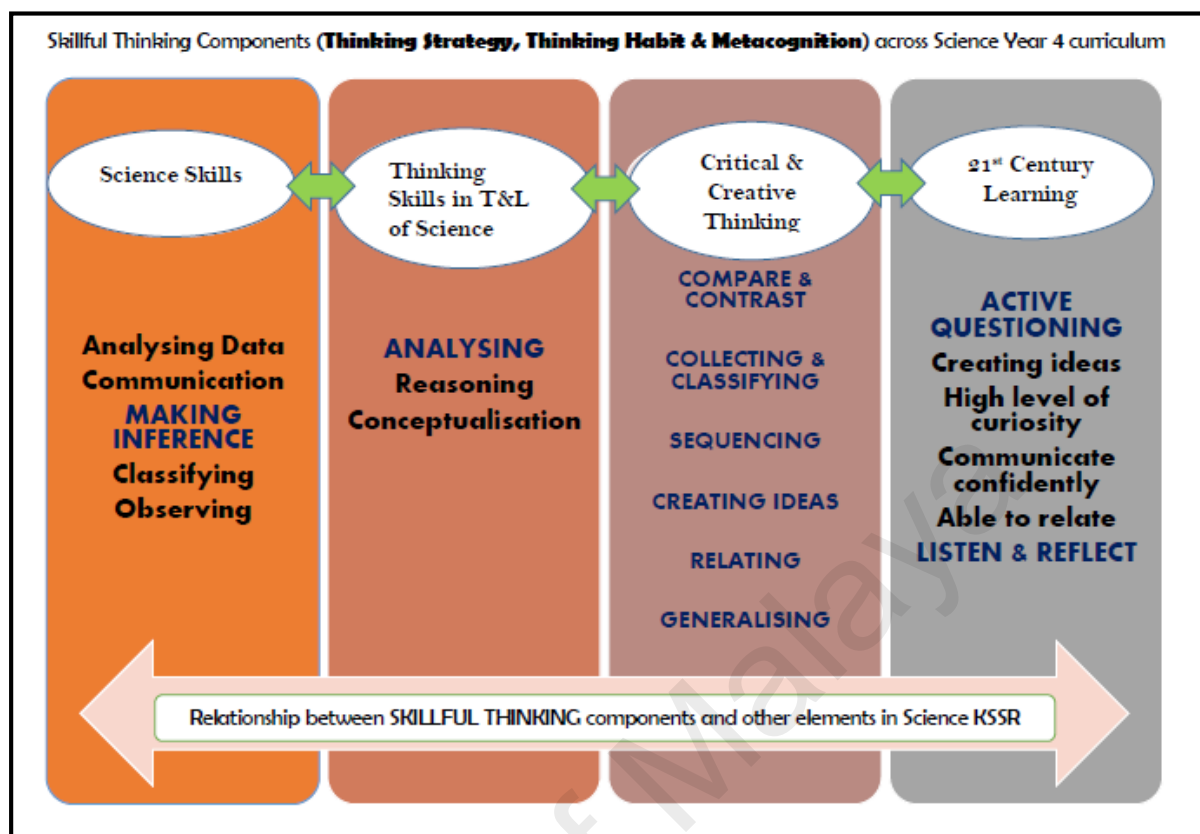 Skillful Thinking Components (Thinking Strategy, Thinking Habit & Metacognition) across Science Year 4 curriculum
Science Skills
Analysing Data
Communication
MAKING
INFERENCE
Classifying
Observing
Thinking
Skills in T&L
of Science
ANALYSING
Reasoning
Conceptualisation
Critical &
Creative
Thinking
COMPARE &
CONTRAST
COLLECTING &
CLASSIFYING
SEQUENCING
CREATING IDEAS
RELATING
GENERALISING
21st Century
Learning
ACTIVE
QUESTIONING
Creating ideas
High level of
curiosity
Communicate
confidently
Able to relate
LISTEN & REFLECT
Relationship between SKILLFUL THINKING components and other elements in Science KSSR
of Malaya